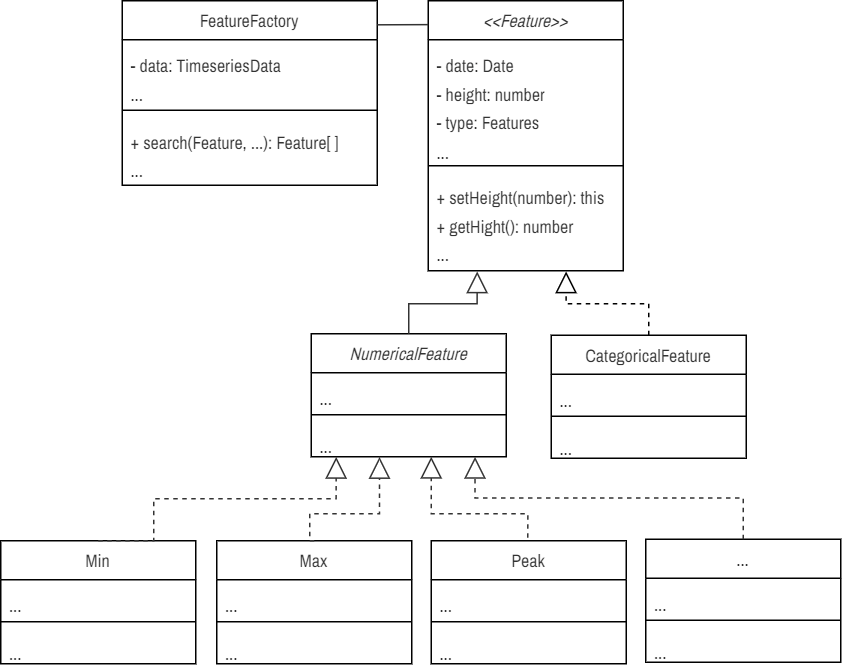 FeatureFactory
- data: TimeseriesData
...
+ search(Feature, ...): Feature[ ]
...
<<Feature>>
- date: Date
- height: number
- type: Features
...
+ setHeight(number): this
+ getHight(): number
...
NumericalFeature
...
...
CategoricalFeature
...
...
Min
...
...
Max
...
...
Peak
...
...
...
...
...